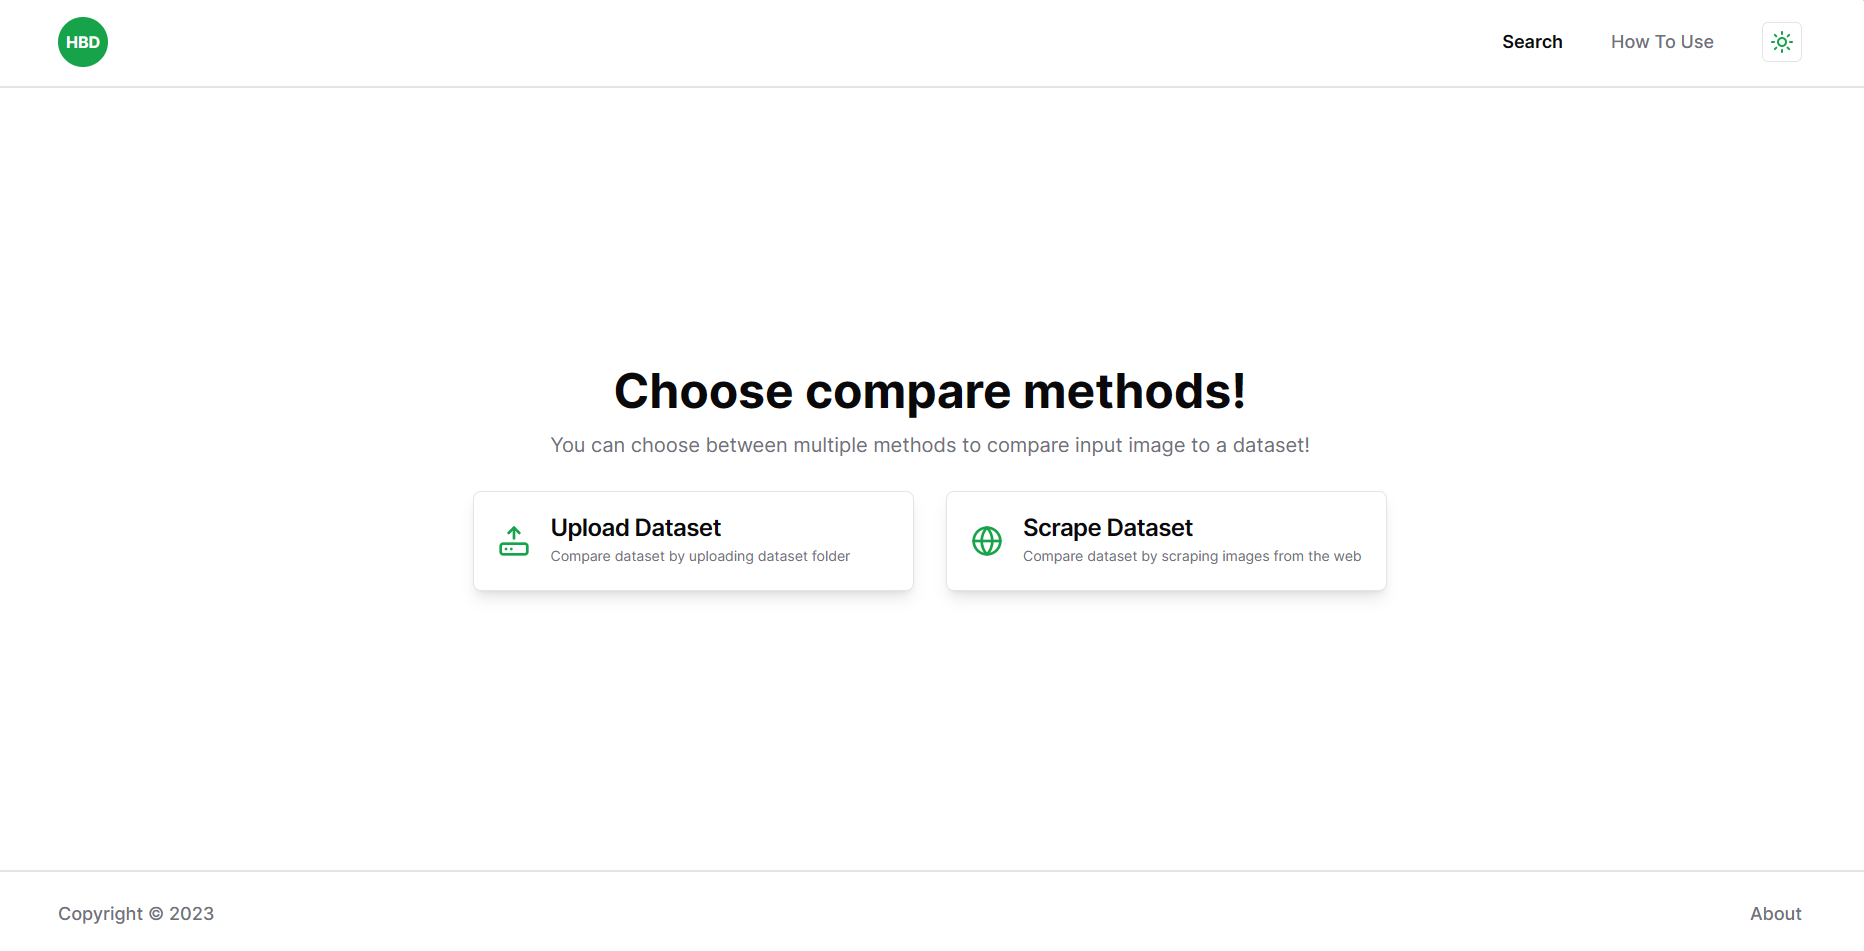 HBD
Search
How To Use
Choose compare methods!
You can choose between multiple methods to compare input image to a dataset!
Upload Dataset
Compare dataset by uploading dataset folder
Scrape Dataset
Compare dataset by scraping images from the web
Copyright © 2023
About